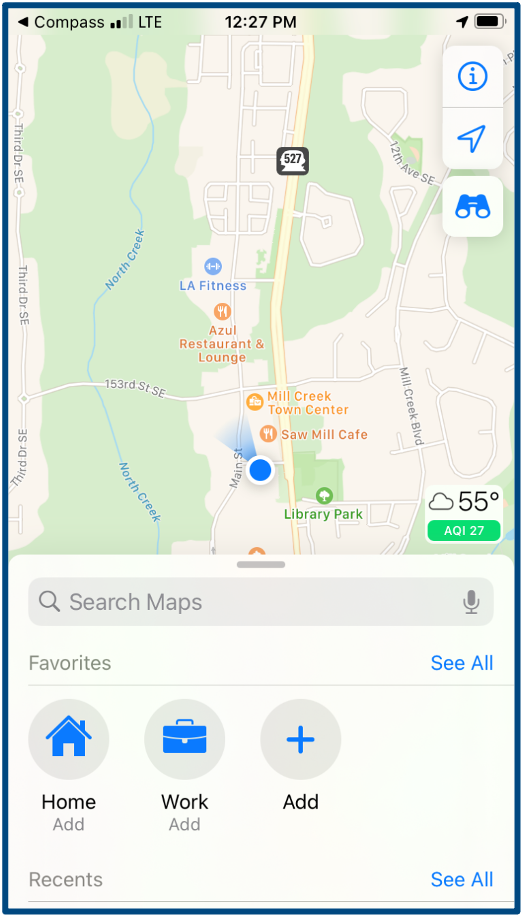 ◀ Compass LTE 12:27 PM
Third Dr SE
12th Ave SE
527
North Creek
LA Fitness
Azul
Restaurant &
Lounge
Third Dr SE
153rd St SE
Mill Creek
Town Center
Mill Creek Blvd
Saw Mill Cafe
Main St
Third Dr SE
North Creek
Library Park
55°
AQI 27
Search Maps
Favorites See All
Home Work Add
Add Add
Recents See All